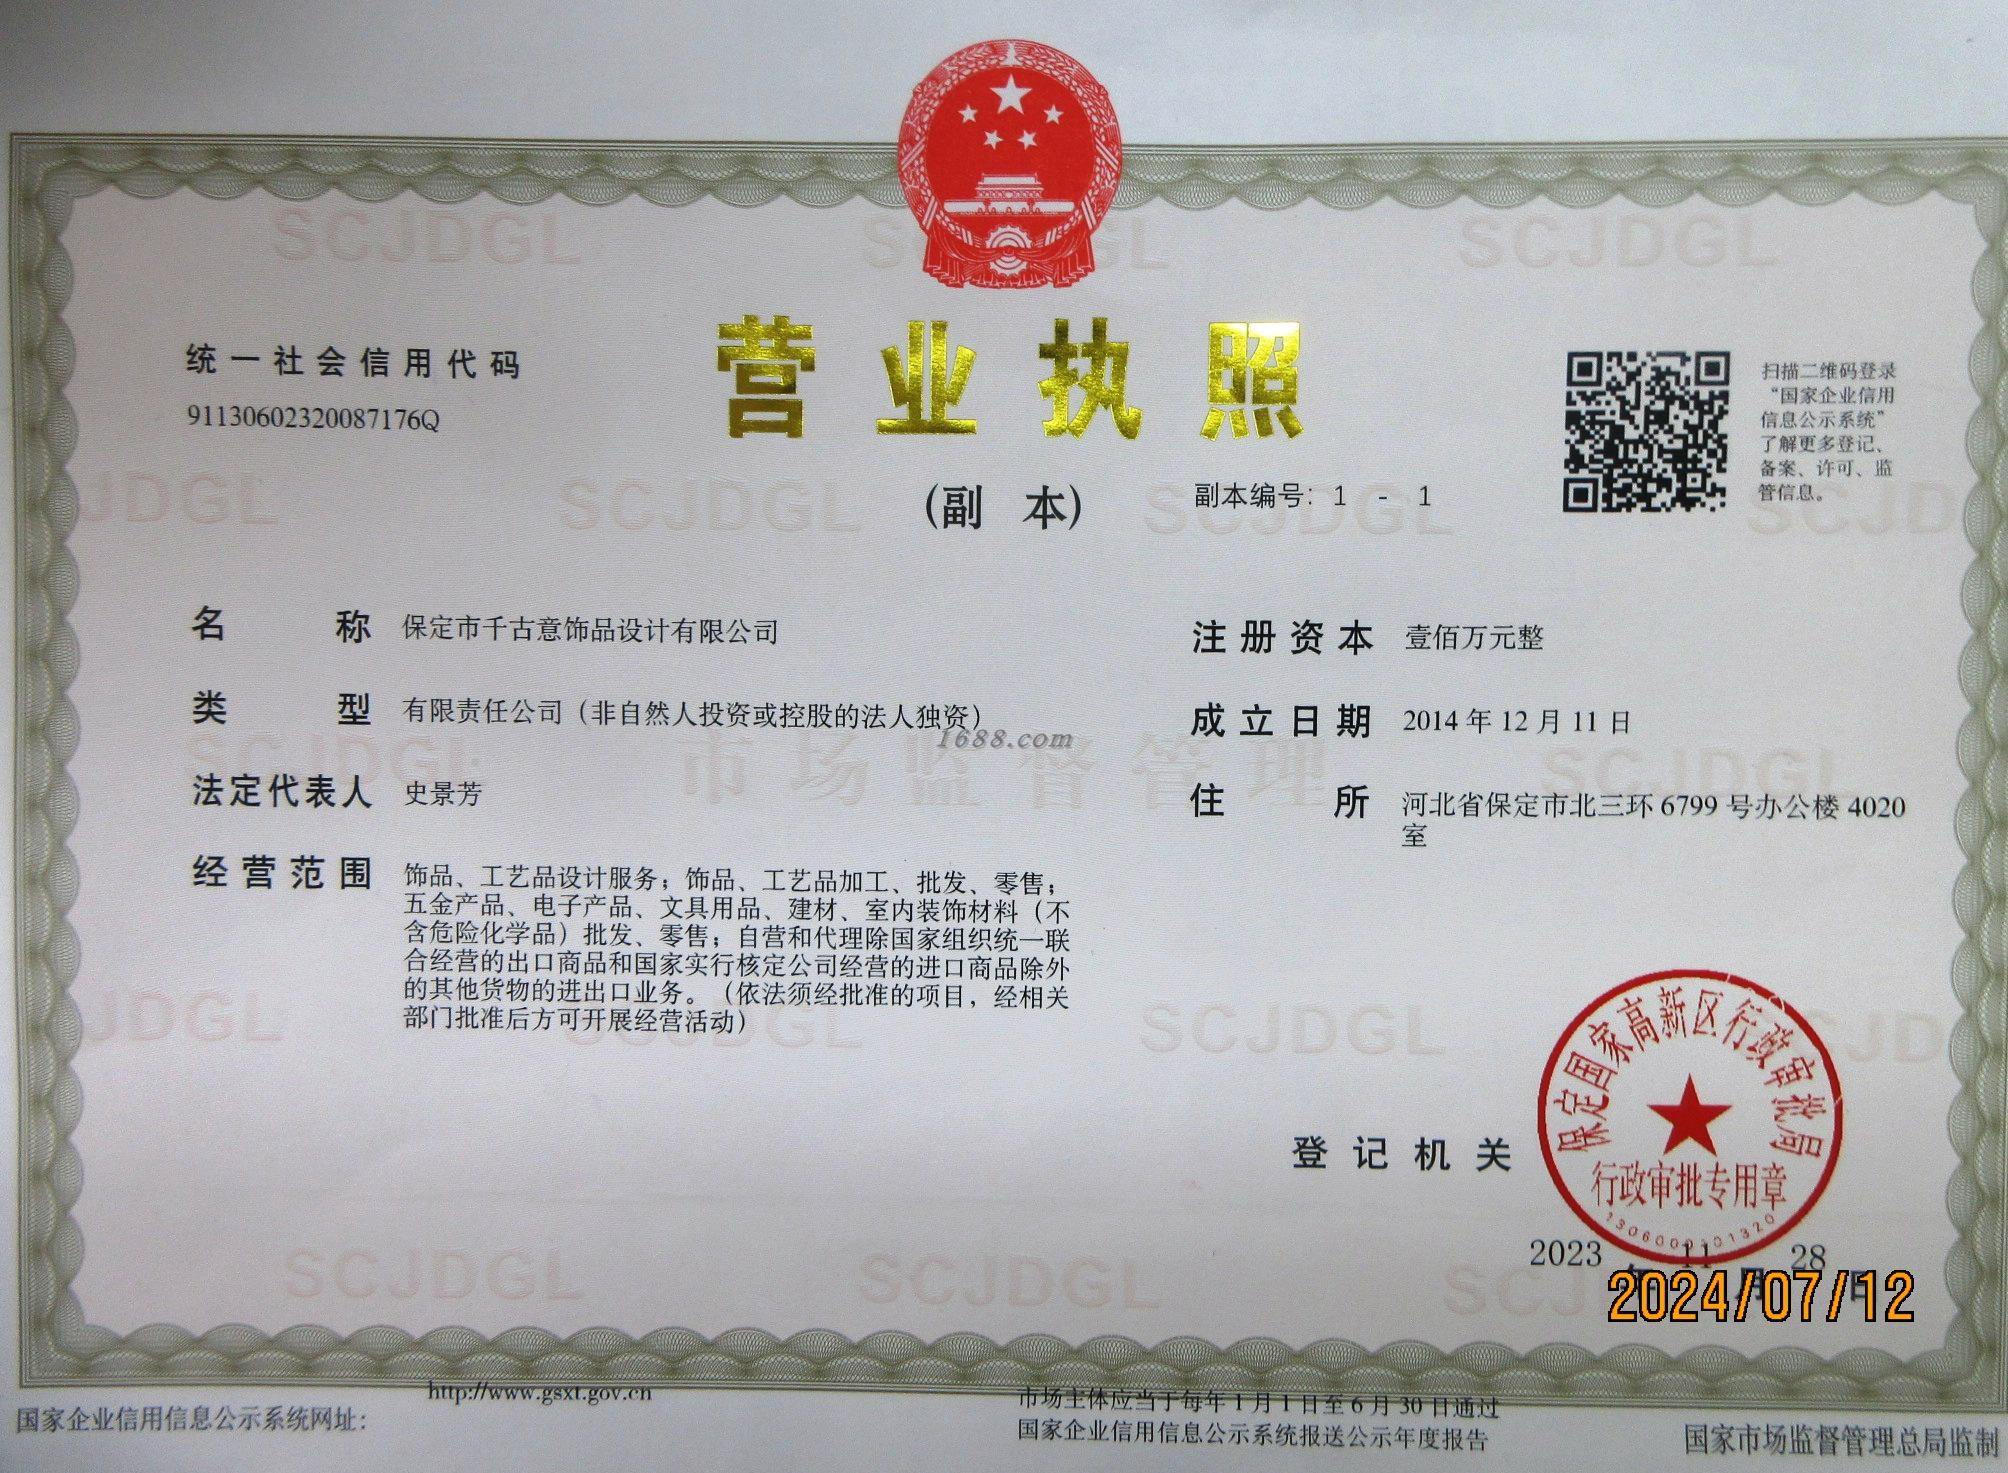 统一社会信用代码
91130602320087176Q
营业执照
(副 本)
副本编号: 1 - 1
扫描二维码登录
“国家企业信用
信息公示系统”
了解更多登记、
备案、许可、监
管信息。
名 称 保定市千古意饰品设计有限公司
类 型 有限责任公司（非自然人投资或控股的法人独资）
法定代表人 史景芳
经营范围 饰品、工艺品设计服务；饰品、工艺品加工、批发、零售；
五金产品、电子产品、文具用品、建材、室内装饰材料（不
含危险化学品）批发、零售；自营和代理除国家组织统一联
合经营的出口商品和国家实行核定公司经营的进口商品除外
的其他货物的进出口业务。（依法须经批准的项目，经相关
部门批准后方可开展经营活动）
注册资本 壹佰万元整
成立日期 2014 年 12 月 11 日
住 所 河北省保定市北三环 6799 号办公楼 4020
室
1688.com
市场监督管理
SCJDGL
登记机关
保定国家高新区行政审批局
行政审批专用章
2023 年 11 月 28 日
2024/07/12
国家企业信用信息公示系统网址：
http://www.gsxt.gov.cn
市场主体应当于每年 1 月 1 日至 6 月 30 日通过
国家企业信用信息公示系统报送公示年度报告
国家市场监督管理总局监制